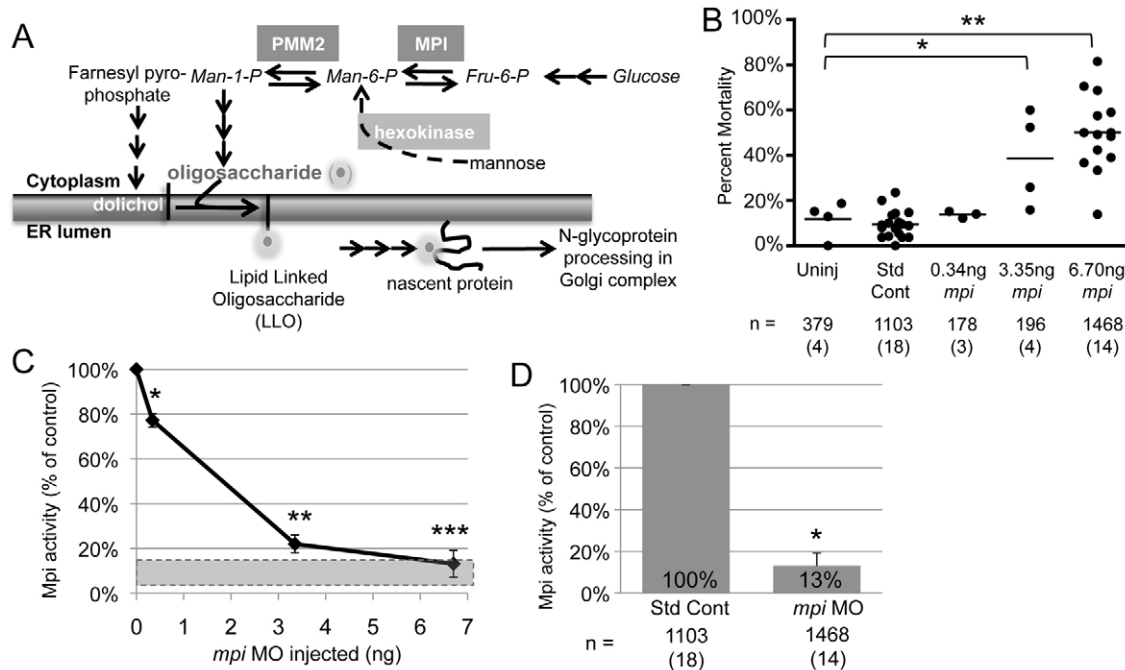 A
PMM2 MPI
Farnesyl pyro-
phosphate
Man-1-P Man-6-P Fru-6-P Glucose
hexokinase
mannose
oligosaccharide
Cytoplasm
dolichol
ER lumen
Lipid Linked
Oligosaccharide
(LLO)
nascent protein
N-glycoprotein
processing in
Golgi complex
B
Percent Mortality
100%
80%
60%
40%
20%
0%
**
*
Uninj Std Cont 0.34ng mpi 3.35ng mpi 6.70ng mpi
n = 379 1103 178 196 1468
(4) (18) (3) (4) (14)
C
Mpi activity (% of control)
100%
80%
60%
40%
20%
0%
* ** ***
0 1 2 3 4 5 6 7
mpi MO injected (ng)
D
Mpi activity (% of control)
100%
80%
60%
40%
20%
0%
*
100% 13%
Std Cont mpi MO
n = 1103 1468
(18) (14)